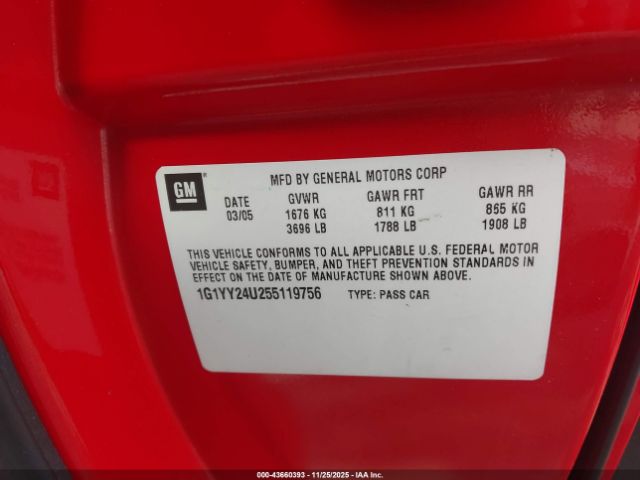 GM
MFD BY GENERAL MOTORS CORP
DATE GVWR GAWR FRT GAWR RR
03/05 1676 KG 811 KG 865 KG
3696 LB 1788 LB 1908 LB
THIS VEHICLE CONFORMS TO ALL APPLICABLE U.S. FEDERAL MOTOR
VEHICLE SAFETY, BUMPER, AND THEFT PREVENTION STANDARDS IN
EFFECT ON THE DATE OF MANUFACTURE SHOWN ABOVE.
1G1YY24U255119756 TYPE: PASS CAR
000-43660393 - 11/25/2025 - IAA Inc.